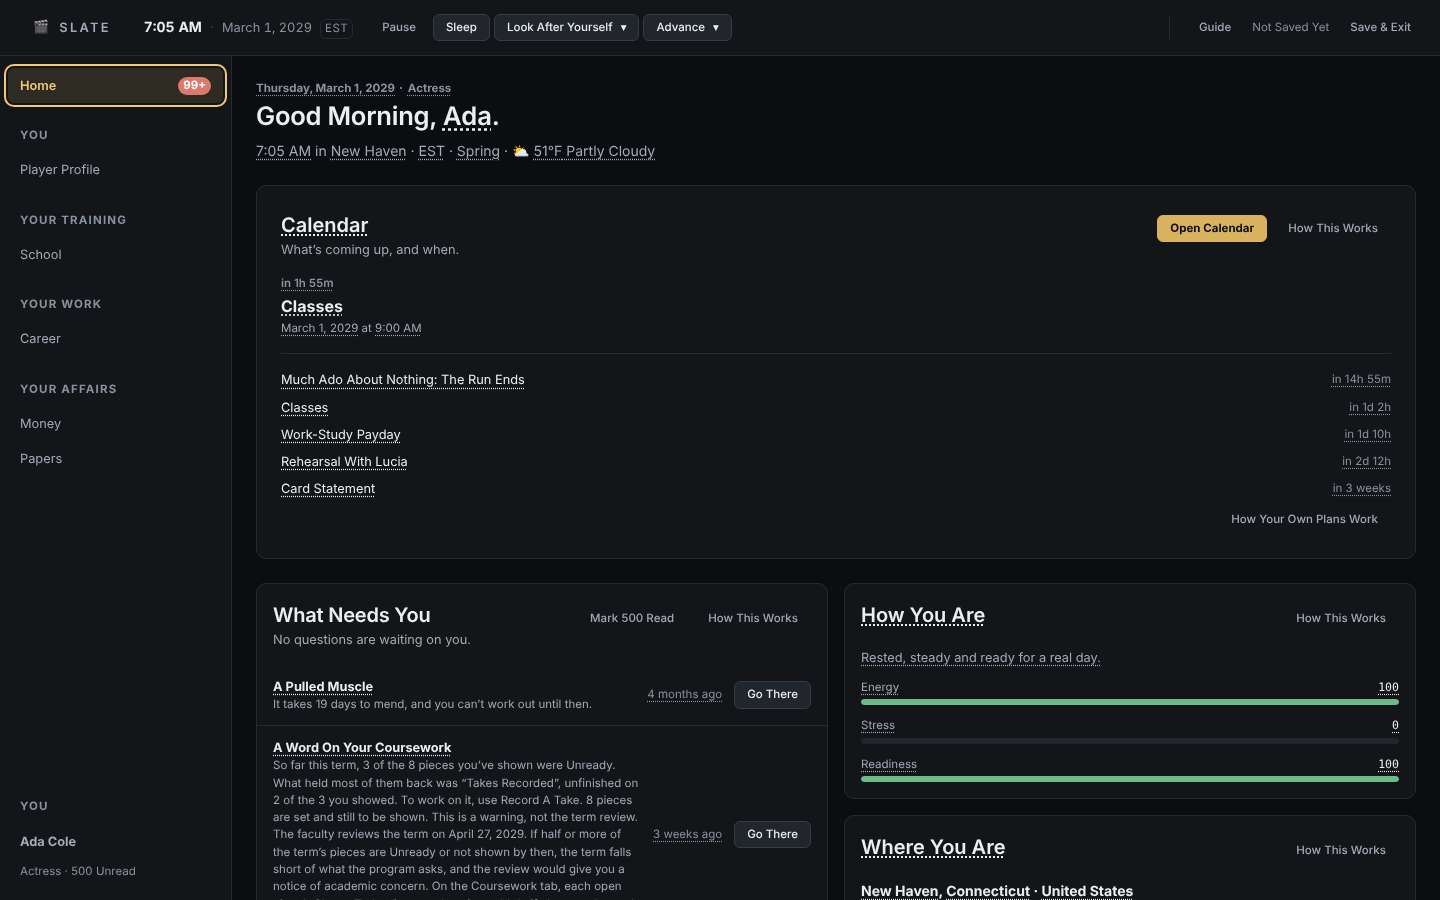 SLATE
7:05 AM · March 1, 2029 EST
Pause
Sleep
Look After Yourself ▾
Advance ▾
Guide
Not Saved Yet
Save & Exit
Home
99+
YOU
Player Profile
YOUR TRAINING
School
YOUR WORK
Career
YOUR AFFAIRS
Money
Papers
YOU
Ada Cole
Actress · 500 Unread
Thursday, March 1, 2029 · Actress
Good Morning, Ada.
7:05 AM in New Haven · EST · Spring · 51°F Partly Cloudy
Calendar
What's coming up, and when.
Open Calendar
How This Works
in 1h 55m
Classes
March 1, 2029 at 9:00 AM
Much Ado About Nothing: The Run Ends
in 14h 55m
Classes
in 1d 2h
Work-Study Payday
in 1d 10h
Rehearsal With Lucia
in 2d 12h
Card Statement
in 3 weeks
How Your Own Plans Work
What Needs You
No questions are waiting on you.
Mark 500 Read
How This Works
A Pulled Muscle
It takes 19 days to mend, and you can't work out until then.
4 months ago
Go There
A Word On Your Coursework
So far this term, 3 of the 8 pieces you've shown were Unready.
What held most of them back was “Takes Recorded”, unfinished on
2 of the 3 you showed. To work on it, use Record A Take. 8 pieces
are set and still to be shown. This is a warning, not the term review.
The faculty reviews the term on April 27, 2029. If half or more of
the term's pieces are Unready or not shown by then, the term falls
short of what the program asks, and the review would give you a
notice of academic concern. On the Coursework tab, each open
3 weeks ago
Go There
How You Are
How This Works
Rested, steady and ready for a real day.
Energy
100
Stress
0
Readiness
100
Where You Are
How This Works
New Haven, Connecticut · United States